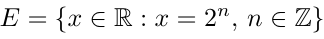 E = {x ∈ ℝ : x = 2ⁿ, n ∈ ℤ}